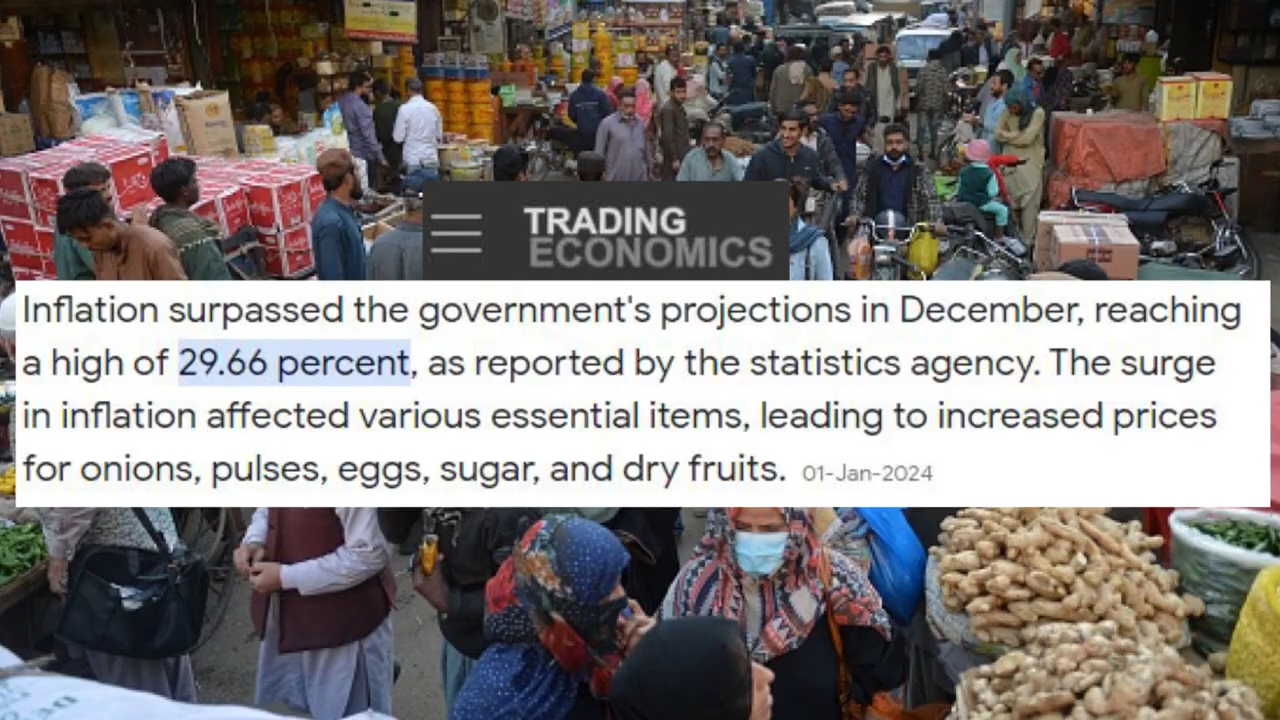 TRADING
ECONOMICS
Inflation surpassed the government's projections in December, reaching
a high of 29.66 percent, as reported by the statistics agency. The surge
in inflation affected various essential items, leading to increased prices
for onions, pulses, eggs, sugar, and dry fruits. 01-Jan-2024